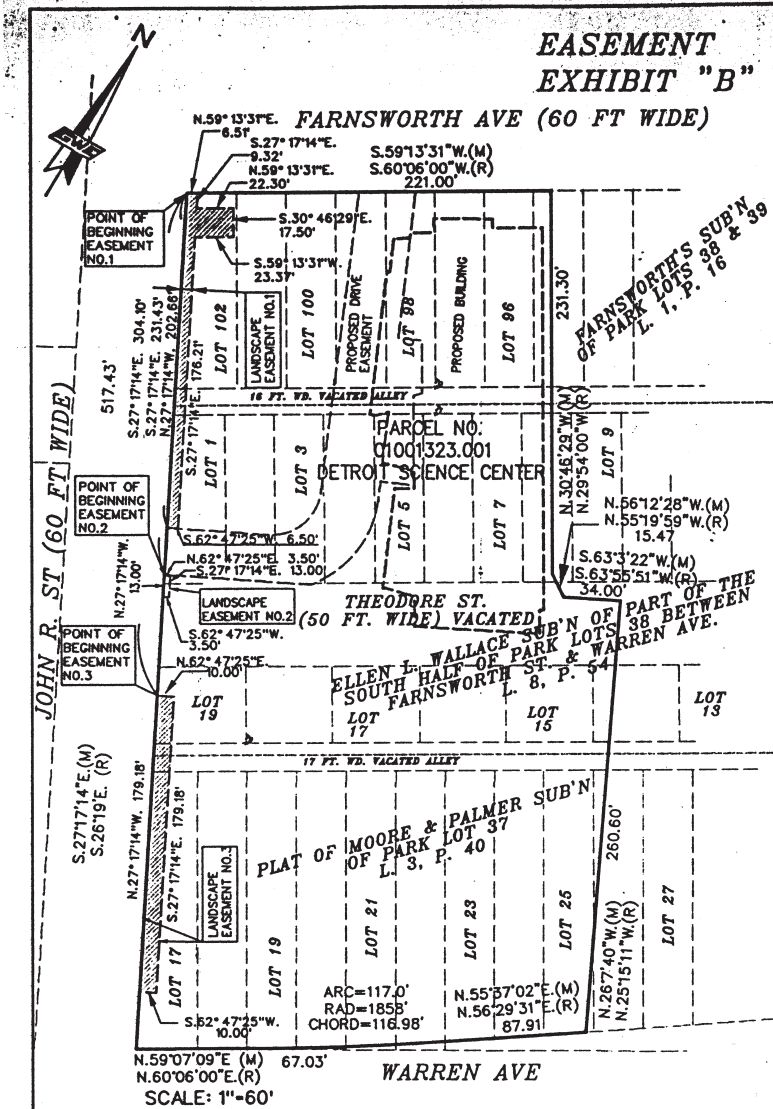 EASEMENT
EXHIBIT "B"
N
GWE
FARNSWORTH AVE (60 FT WIDE)
N.59° 13'31"E.
6.51'
S.27° 17'14"E.
9.32'
N.59° 13'31"E.
22.30'
S.59°13'31"W.(M)
S.60°06'00"W.(R)
221.00'
S.30° 46'29"E.
17.50'
S.59° 13'31"W.
23.37'
POINT OF
BEGINNING
EASEMENT
NO.1
LANDSCAPE
EASEMENT NO.1
LOT 102
LOT 100
PROPOSED DRIVE
EASEMENT
LOT 98
PROPOSED BUILDING
LOT 96
231.30'
FARNSWORTH'S SUB'N
OF PARK LOTS 38 & 39
L. 1, P. 16
517.43'
S.27° 17'14"E. 304.10'
S.27° 17'14"E. 231.43'
N.27° 17'14"W. 202.66'
S.27° 17'14"E. 176.21'
16 FT. WD. VACATED ALLEY
PARCEL NO.
01001323.001
DETROIT SCIENCE CENTER
LOT 1
LOT 3
LOT 5
LOT 7
LOT 9
N.30°46'29"W.(M)
N.29°54'00"W.(R)
N.56°12'28"W.(M)
N.55°19'59"W.(R)
15.47
S.63°3'22"W.(M)
S.63°55'51"W.(R)
34.00'
JOHN R. ST (60 FT WIDE)
POINT OF
BEGINNING
EASEMENT
NO.2
S.62° 47'25"W. 6.50'
N.62° 47'25"E. 3.50'
S.27° 17'14"E. 13.00'
N.27° 17'14"W.
13.00'
LANDSCAPE
EASEMENT NO.2
THEODORE ST.
(50 FT. WIDE) VACATED
S.62° 47'25"W.
3.50'
POINT OF
BEGINNING
EASEMENT
NO.3
N.62° 47'25"E.
10.00'
ELLEN L. WALLACE SUB'N OF PART OF THE
SOUTH HALF OF PARK LOTS 38 BETWEEN
FARNSWORTH ST. & WARREN AVE.
L. 8, P. 54
LOT
19
LOT
17
LOT
15
LOT
13
17 FT. WD. VACATED ALLEY
S.27°17'14"E.(M)
S.26°19'E. (R)
N.27° 17'14"W. 179.18'
S.27° 17'14"E. 179.18'
LANDSCAPE
EASEMENT NO.3
PLAT OF MOORE & PALMER SUB'N
OF PARK LOT 37
L. 3, P. 40
260.60'
LOT 17
LOT 19
LOT 21
LOT 23
LOT 25
LOT 27
N.26°7'40"W.(M)
N.25°15'11"W.(R)
S.62° 47'25"W.
10.00'
ARC=117.0'
RAD=1858'
CHORD=116.98'
N.55°37'02"E.(M)
N.56°29'31"E.(R)
87.91
N.59°07'09"E (M)
N.60°06'00"E.(R)
67.03'
WARREN AVE
SCALE: 1"-60'